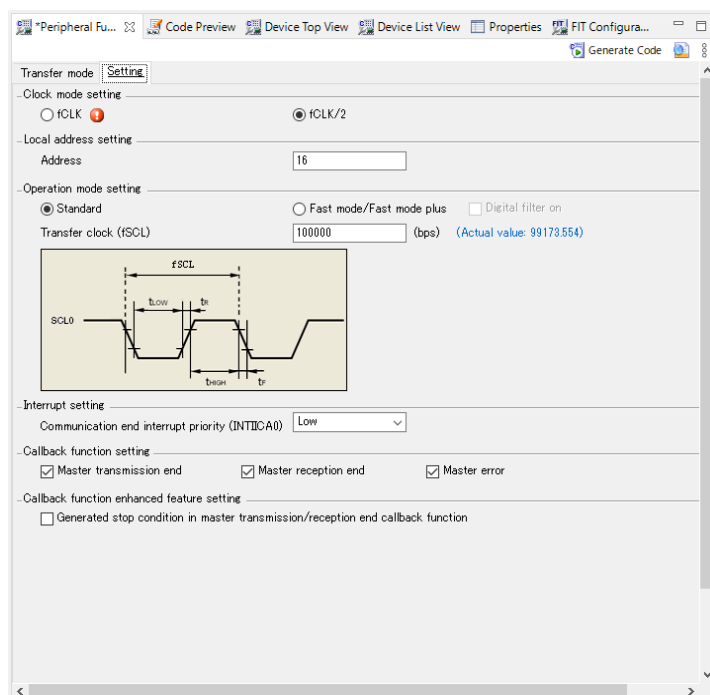 *Peripheral Fu... Code Preview Device Top View Device List View Properties FIT Configura...
Generate Code
Transfer mode Setting
Clock mode setting
fCLK fCLK/2
Local address setting
Address 16
Operation mode setting
Standard Fast mode/Fast mode plus Digital filter on
Transfer clock (fSCL) 100000 (bps) (Actual value: 99173.554)
fSCL
tLOW tR
SCL0
tHIGH tF
Interrupt setting
Communication end interrupt priority (INTIICA0) Low
Callback function setting
Master transmission end Master reception end Master error
Callback function enhanced feature setting
Generated stop condition in master transmission/reception end callback function